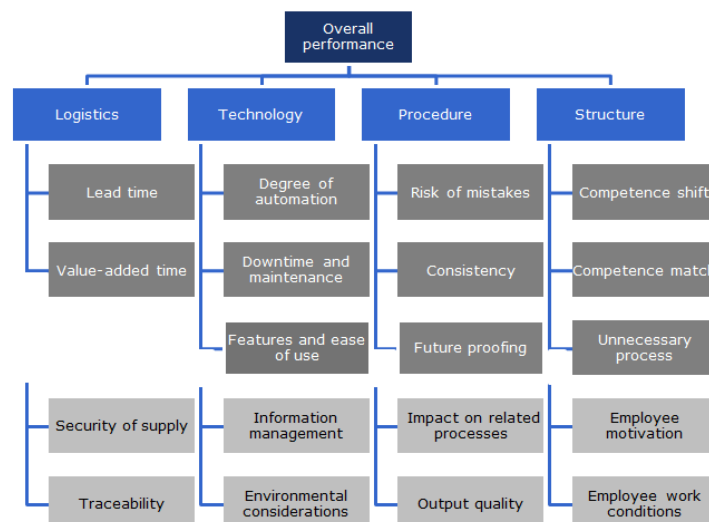 Overall
performance
Logistics
Technology
Procedure
Structure
Lead time
Degree of
automation
Risk of mistakes
Competence shift
Value-added time
Downtime and
maintenance
Consistency
Competence match
Features and ease
of use
Future proofing
Unnecessary
process
Security of supply
Information
management
Impact on related
processes
Employee
motivation
Traceability
Environmental
considerations
Output quality
Employee work
conditions